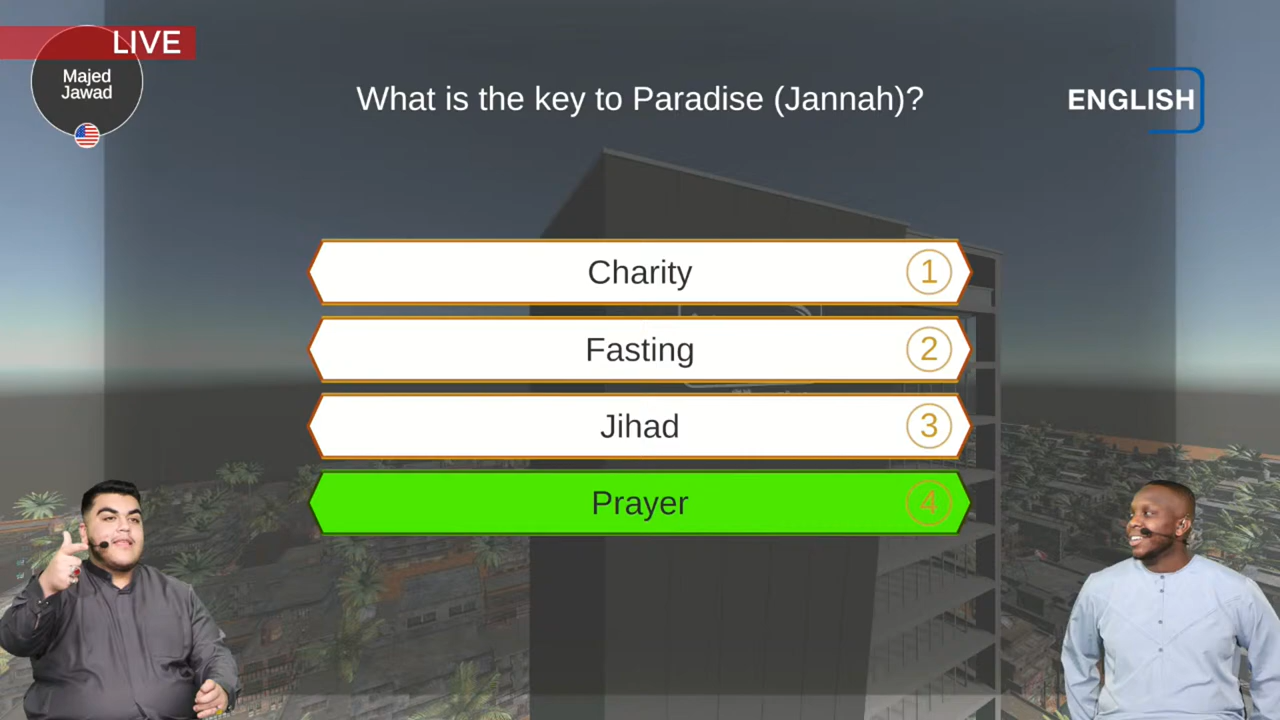 LIVE
Majed
Jawad
What is the key to Paradise (Jannah)?
ENGLISH
Charity 1
Fasting 2
Jihad 3
Prayer 4